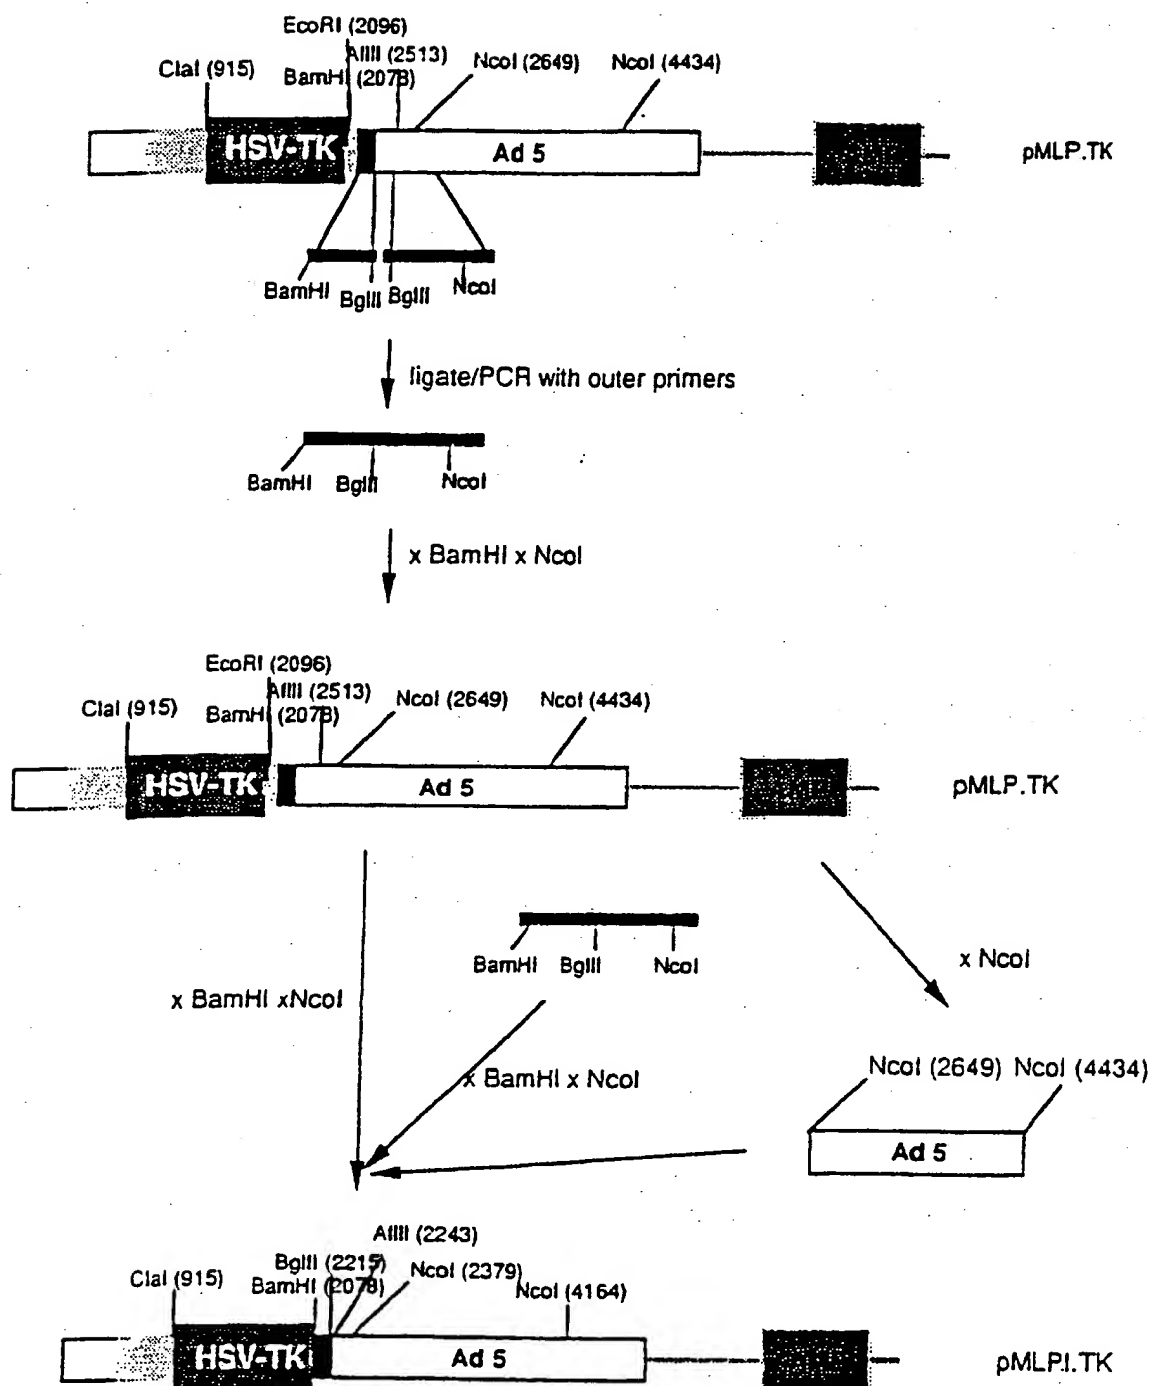 EcoRI (2096)
AflII (2513)
ClaI (915)
BamHI (2078)
NcoI (2649)
NcoI (4434)
HSV-TK
Ad 5
pMLP.TK
BamHI
BglII
BglII
NcoI
ligate/PCR with outer primers
BamHI
BglII
NcoI
x BamHI x NcoI
EcoRI (2096)
AflII (2513)
ClaI (915)
BamHI (2078)
NcoI (2649)
NcoI (4434)
HSV-TK
Ad 5
pMLP.TK
BamHI
BglII
NcoI
x NcoI
x BamHI xNcoI
x BamHI x NcoI
NcoI (2649) NcoI (4434)
Ad 5
AflII (2243)
BglII (2215)
ClaI (915)
BamHI (2078)
NcoI (2379)
NcoI (4164)
HSV-TK
Ad 5
pMLPI.TK